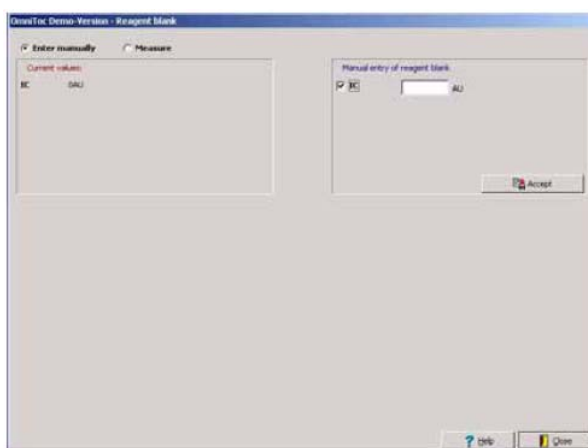 OmniToc Demo-Version - Reagent blank
Enter manually Measure
Current values:
IC 0AU
Manual entry of reagent blank
IC AU
Accept
Help Close